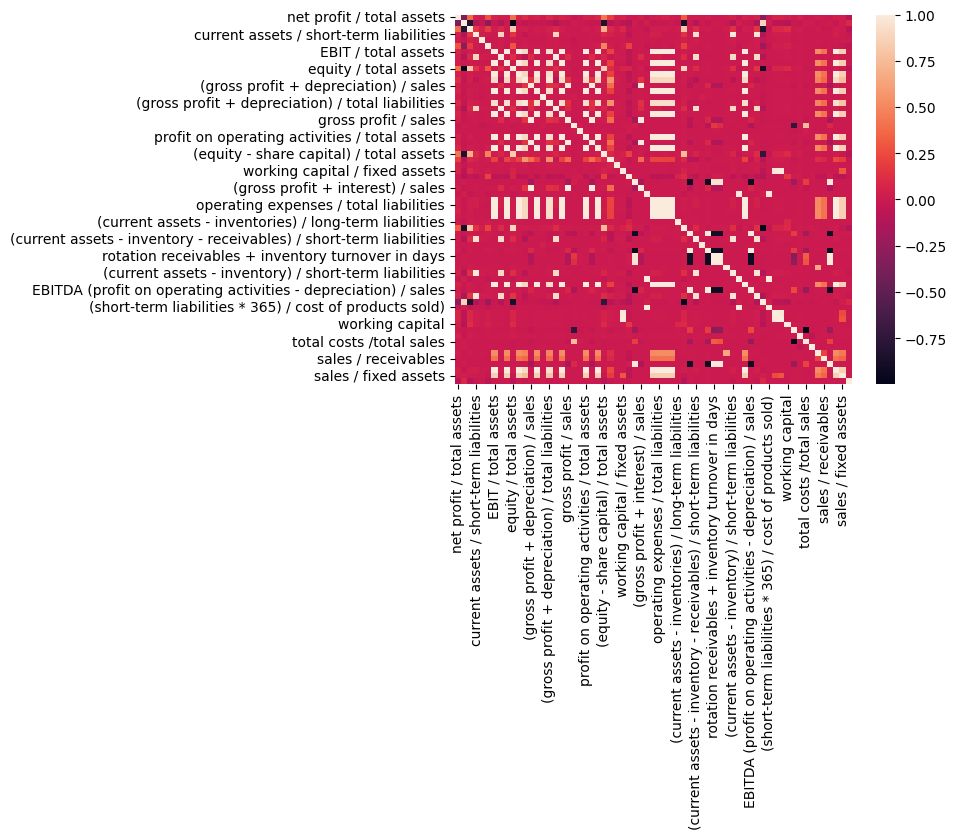 net profit / total assets
current assets / short-term liabilities
EBIT / total assets
equity / total assets
(gross profit + depreciation) / sales
(gross profit + depreciation) / total liabilities
gross profit / sales
profit on operating activities / total assets
(equity - share capital) / total assets
working capital / fixed assets
(gross profit + interest) / sales
operating expenses / total liabilities
(current assets - inventories) / long-term liabilities
(current assets - inventory - receivables) / short-term liabilities
rotation receivables + inventory turnover in days
(current assets - inventory) / short-term liabilities
EBITDA (profit on operating activities - depreciation) / sales
(short-term liabilities * 365) / cost of products sold)
working capital
total costs /total sales
sales / receivables
sales / fixed assets
1.00
0.75
0.50
0.25
0.00
−0.25
−0.50
−0.75
net profit / total assets
current assets / short-term liabilities
EBIT / total assets
equity / total assets
(gross profit + depreciation) / sales
(gross profit + depreciation) / total liabilities
gross profit / sales
profit on operating activities / total assets
(equity - share capital) / total assets
working capital / fixed assets
(gross profit + interest) / sales
operating expenses / total liabilities
(current assets - inventories) / long-term liabilities
(current assets - inventory - receivables) / short-term liabilities
rotation receivables + inventory turnover in days
(current assets - inventory) / short-term liabilities
EBITDA (profit on operating activities - depreciation) / sales
(short-term liabilities * 365) / cost of products sold)
working capital
total costs /total sales
sales / receivables
sales / fixed assets